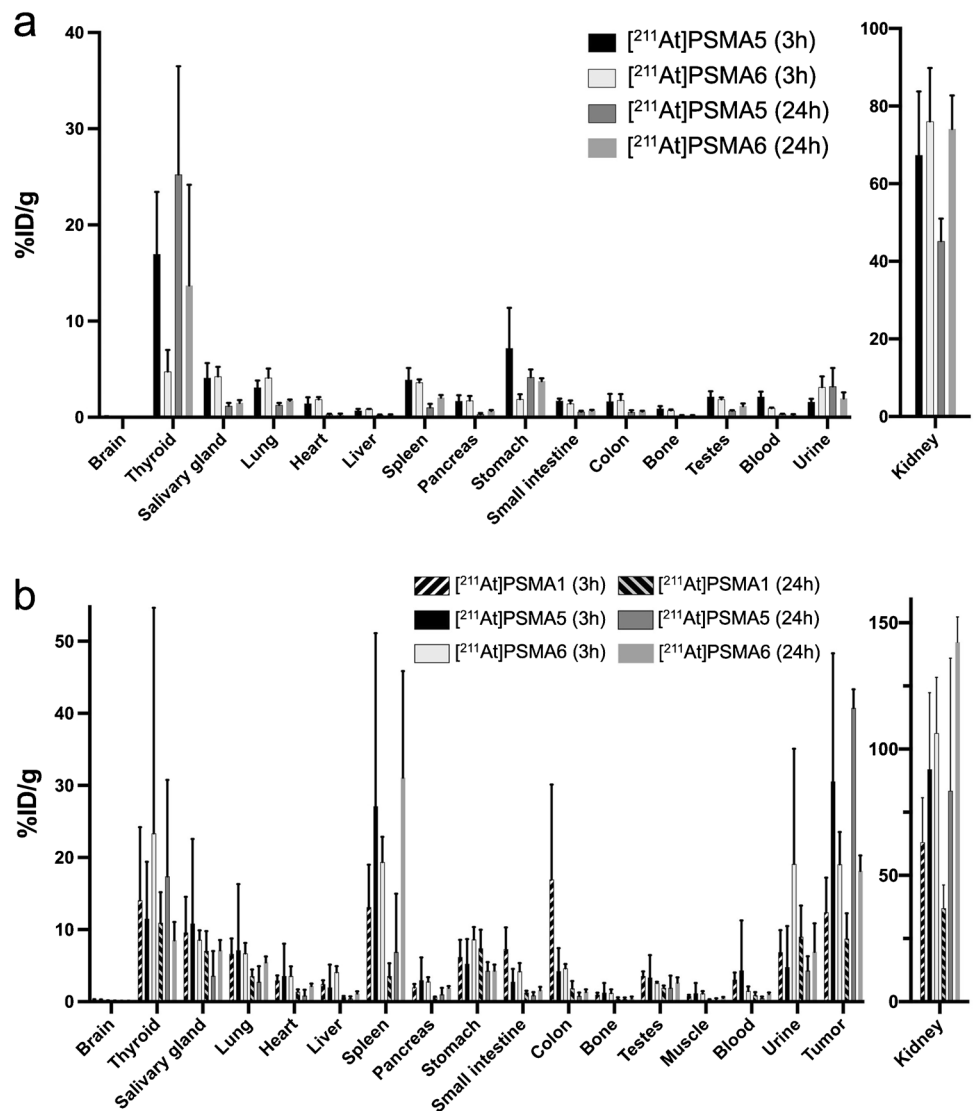 a
[²¹¹At]PSMA5 (3h)
[²¹¹At]PSMA6 (3h)
[²¹¹At]PSMA5 (24h)
[²¹¹At]PSMA6 (24h)
%ID/g
40
30
20
10
0
Brain
Thyroid
Salivary gland
Lung
Heart
Liver
Spleen
Pancreas
Stomach
Small intestine
Colon
Bone
Testes
Blood
Urine
100
80
60
40
20
0
Kidney
b
[²¹¹At]PSMA1 (3h) [²¹¹At]PSMA1 (24h)
[²¹¹At]PSMA5 (3h) [²¹¹At]PSMA5 (24h)
[²¹¹At]PSMA6 (3h) [²¹¹At]PSMA6 (24h)
%ID/g
50
40
30
20
10
0
Brain
Thyroid
Salivary gland
Lung
Heart
Liver
Spleen
Pancreas
Stomach
Small intestine
Colon
Bone
Testes
Muscle
Blood
Urine
Tumor
150
100
50
0
Kidney